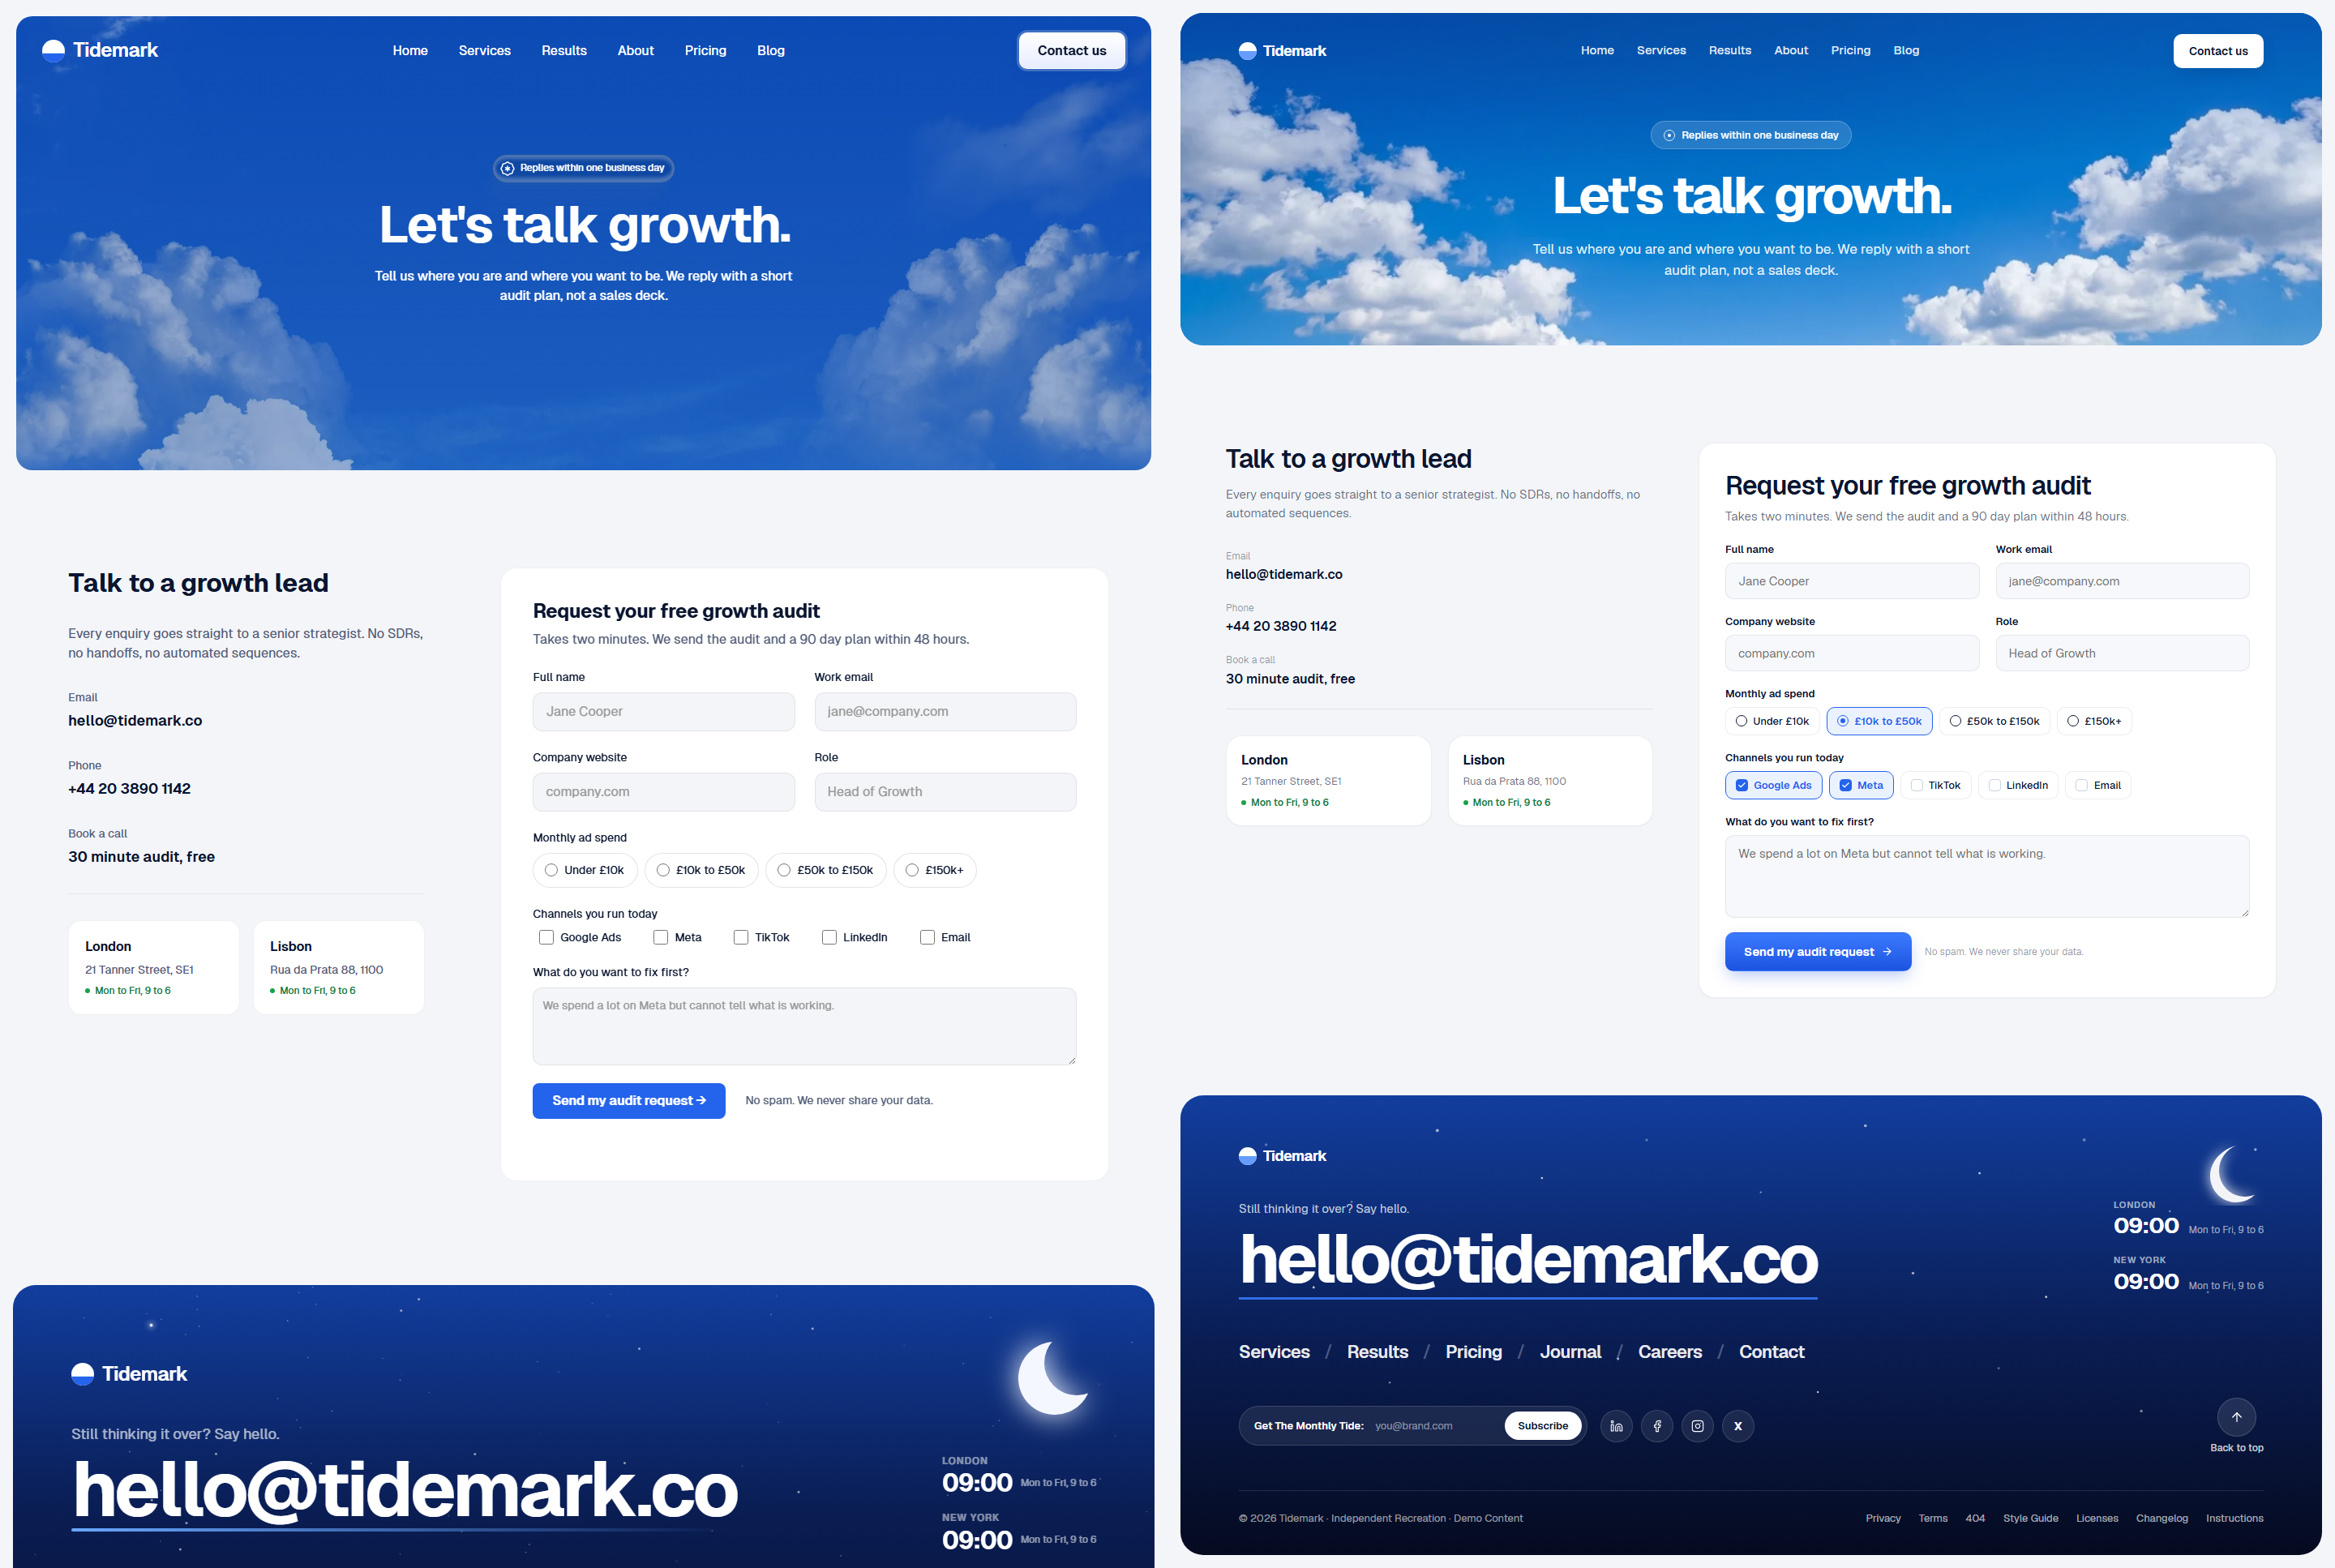 Tidemark
Home Services Results About Pricing Blog
Contact us
Replies within one business day
Let's talk growth.
Tell us where you are and where you want to be. We reply with a short
audit plan, not a sales deck.
Talk to a growth lead
Every enquiry goes straight to a senior strategist. No SDRs,
no handoffs, no automated sequences.
Email
hello@tidemark.co
Phone
+44 20 3890 1142
Book a call
30 minute audit, free
London
21 Tanner Street, SE1
Mon to Fri, 9 to 6
Lisbon
Rua da Prata 88, 1100
Mon to Fri, 9 to 6
Request your free growth audit
Takes two minutes. We send the audit and a 90 day plan within 48 hours.
Full name
Jane Cooper
Work email
jane@company.com
Company website
company.com
Role
Head of Growth
Monthly ad spend
Under £10k £10k to £50k £50k to £150k £150k+
Channels you run today
Google Ads Meta TikTok LinkedIn Email
What do you want to fix first?
We spend a lot on Meta but cannot tell what is working.
Send my audit request →
No spam. We never share your data.
Tidemark
Still thinking it over? Say hello.
hello@tidemark.co
LONDON
09:00 Mon to Fri, 9 to 6
NEW YORK
09:00 Mon to Fri, 9 to 6
Tidemark
Home Services Results About Pricing Blog
Contact us
Replies within one business day
Let's talk growth.
Tell us where you are and where you want to be. We reply with a short
audit plan, not a sales deck.
Talk to a growth lead
Every enquiry goes straight to a senior strategist. No SDRs, no handoffs, no
automated sequences.
Email
hello@tidemark.co
Phone
+44 20 3890 1142
Book a call
30 minute audit, free
London
21 Tanner Street, SE1
Mon to Fri, 9 to 6
Lisbon
Rua da Prata 88, 1100
Mon to Fri, 9 to 6
Request your free growth audit
Takes two minutes. We send the audit and a 90 day plan within 48 hours.
Full name
Jane Cooper
Work email
jane@company.com
Company website
company.com
Role
Head of Growth
Monthly ad spend
Under £10k £10k to £50k £50k to £150k £150k+
Channels you run today
Google Ads Meta TikTok LinkedIn Email
What do you want to fix first?
We spend a lot on Meta but cannot tell what is working.
Send my audit request →
No spam. We never share your data.
Tidemark
Still thinking it over? Say hello.
hello@tidemark.co
LONDON
09:00 Mon to Fri, 9 to 6
NEW YORK
09:00 Mon to Fri, 9 to 6
Services / Results / Pricing / Journal / Careers / Contact
Get The Monthly Tide: you@brand.com Subscribe
in f X
Back to top
© 2026 Tidemark · Independent Recreation · Demo Content
Privacy Terms 404 Style Guide Licenses Changelog Instructions